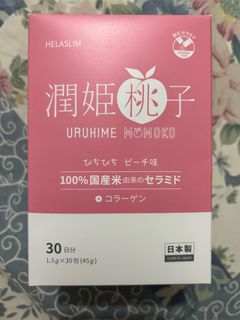 HELASLIM
潤姫桃子
URUHIME MOMOKO
ぴちぴち ピーチ味
100%国産米由来のセラミド
+コラーゲン
30日分
1.5g×30包(45g)
日本製